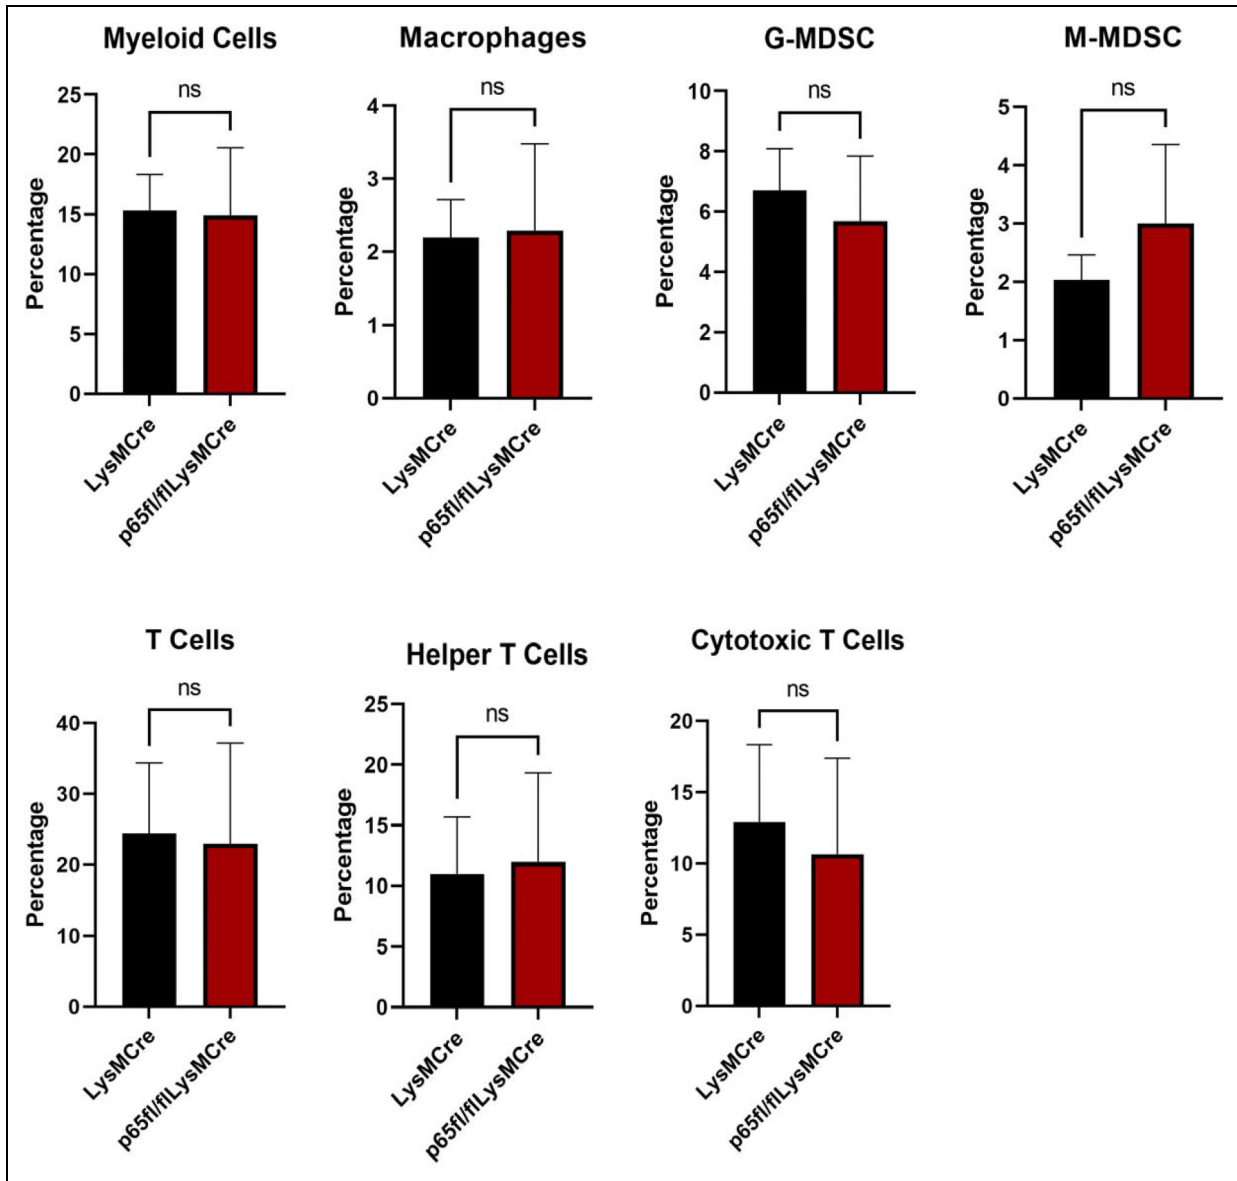 Myeloid Cells
ns
25
20
15
10
5
0
Percentage
LysMCre
p65fl/flLysMCre
Macrophages
ns
4
3
2
1
0
Percentage
LysMCre
p65fl/flLysMCre
G-MDSC
ns
10
8
6
4
2
0
Percentage
LysMCre
p65fl/flLysMCre
M-MDSC
ns
5
4
3
2
1
0
Percentage
LysMCre
p65fl/flLysMCre
T Cells
ns
40
30
20
10
0
Percentage
LysMCre
p65fl/flLysMCre
Helper T Cells
ns
25
20
15
10
5
0
Percentage
LysMCre
p65fl/flLysMCre
Cytotoxic T Cells
ns
20
15
10
5
0
Percentage
LysMCre
p65fl/flLysMCre